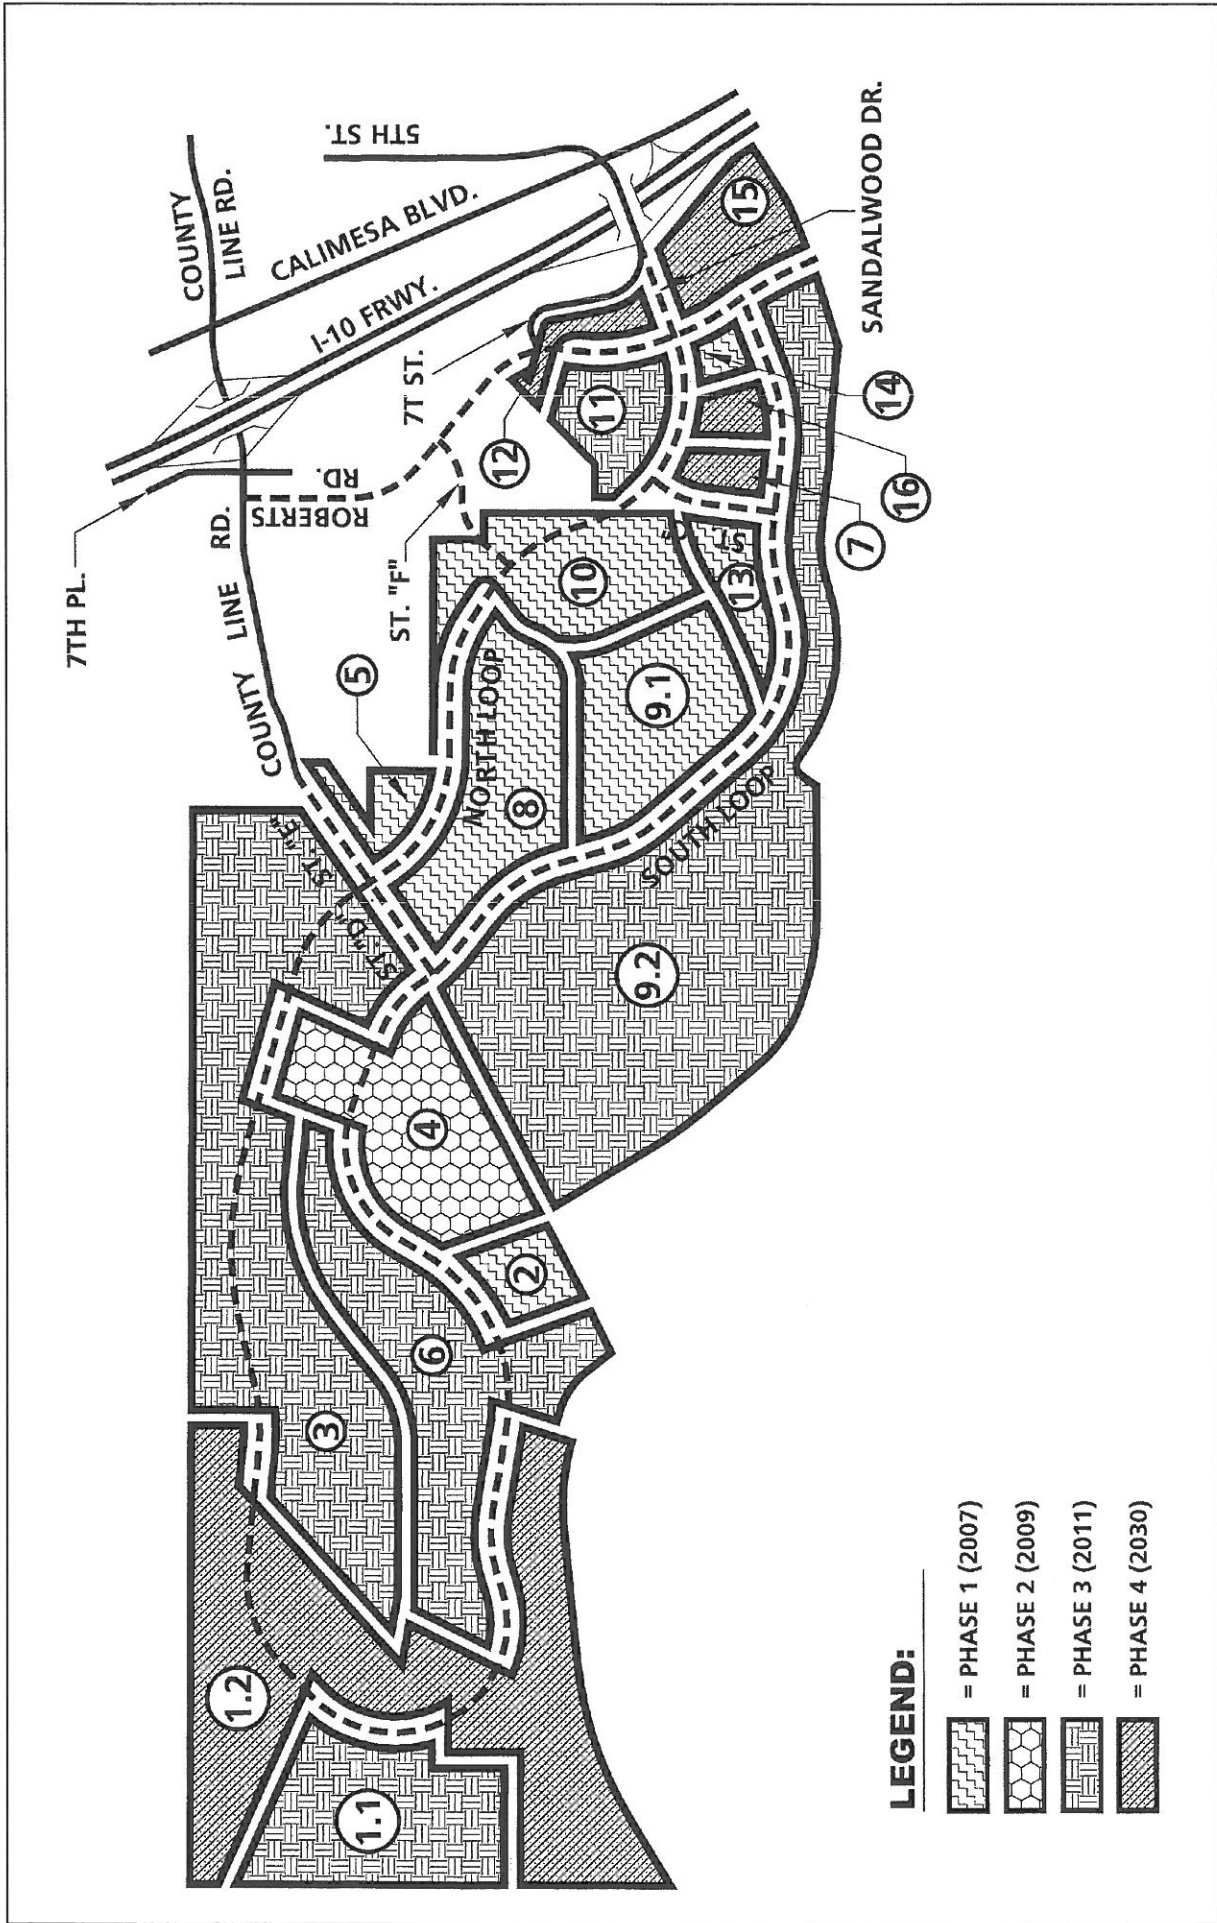 7TH PL.
COUNTY
LINE RD.
5TH ST.
CALIMESA BLVD.
I-10 FRWY.
COUNTY LINE RD.
ROBERTS
RD.
7T ST.
ST. "F"
ST. "E"
ST. "D"
NORTH LOOP
SOUTH LOOP
ST. C"
SANDALWOOD DR.
1.1
1.2
2
3
4
5
6
7
8
9.1
9.2
10
11
12
13
14
15
16
LEGEND:
= PHASE 1 (2007)
= PHASE 2 (2009)
= PHASE 3 (2011)
= PHASE 4 (2030)